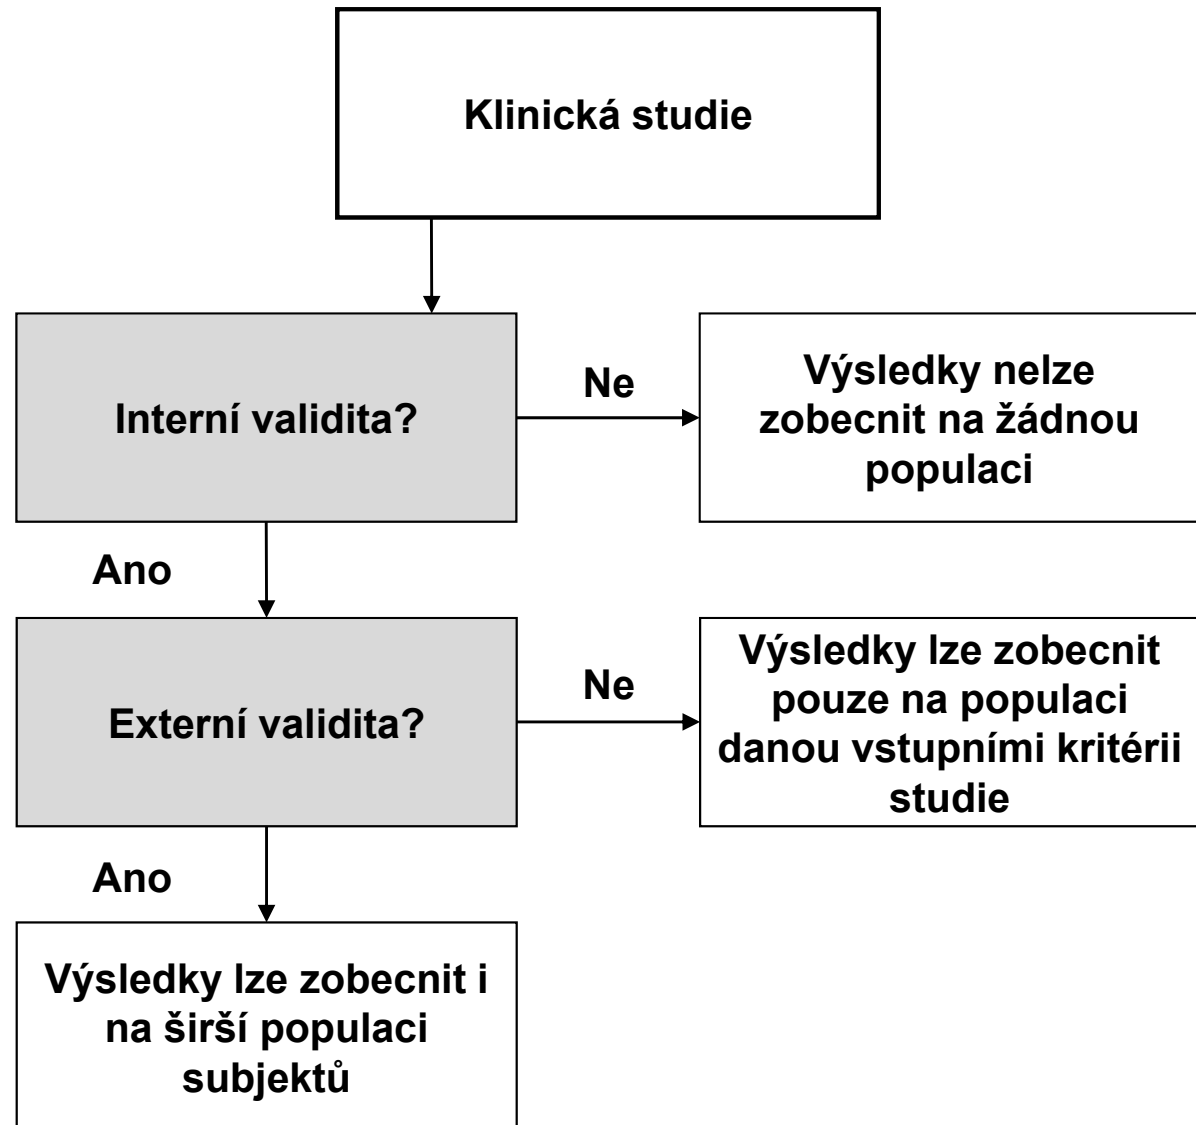 Klinická studie
Interní validita?
Ne
Výsledky nelze
zobecnit na žádnou
populaci
Ano
Externí validita?
Ne
Výsledky lze zobecnit
pouze na populaci
danou vstupními kritérii
studie
Ano
Výsledky lze zobecnit i
na širší populaci
subjektů